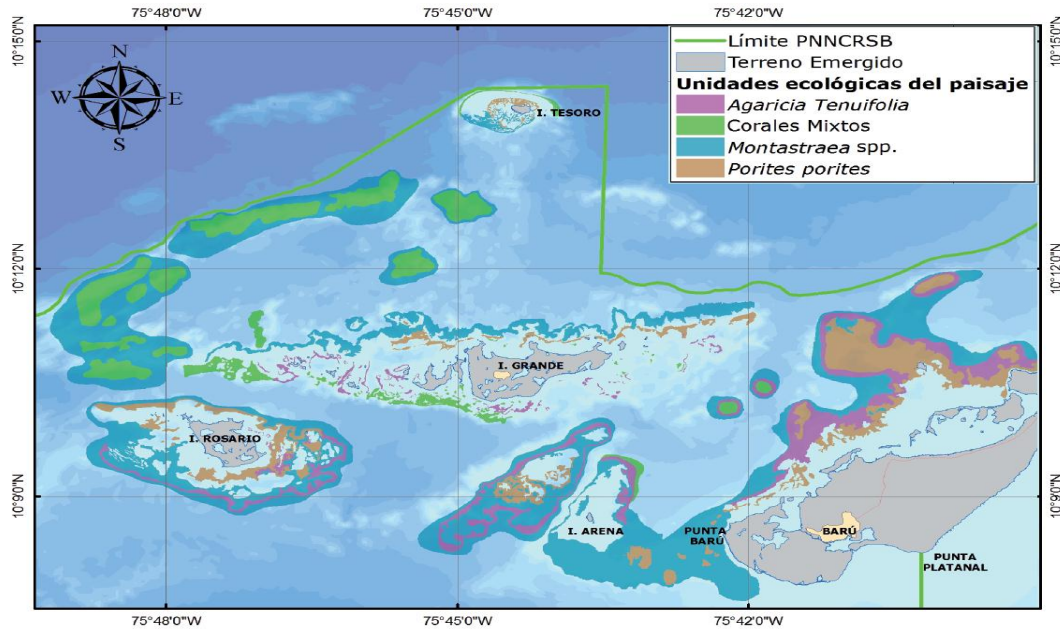 75°48'0"W 75°45'0"W 75°42'0"W
10°15'0"N 10°15'0"N
N
W E
S
Límite PNNCRSB
Terreno Emergido
Unidades ecológicas del paisaje
Agaricia Tenuifolia
Corales Mixtos
Montastraea spp.
Porites porites
I. TESORO
10°12'0"N 10°12'0"N
I. GRANDE
I. ROSARIO
10°9'0"N 10°9'0"N
I. ARENA
PUNTA
BARÚ
BARÚ
PUNTA
PLATANAL
75°48'0"W 75°45'0"W 75°42'0"W